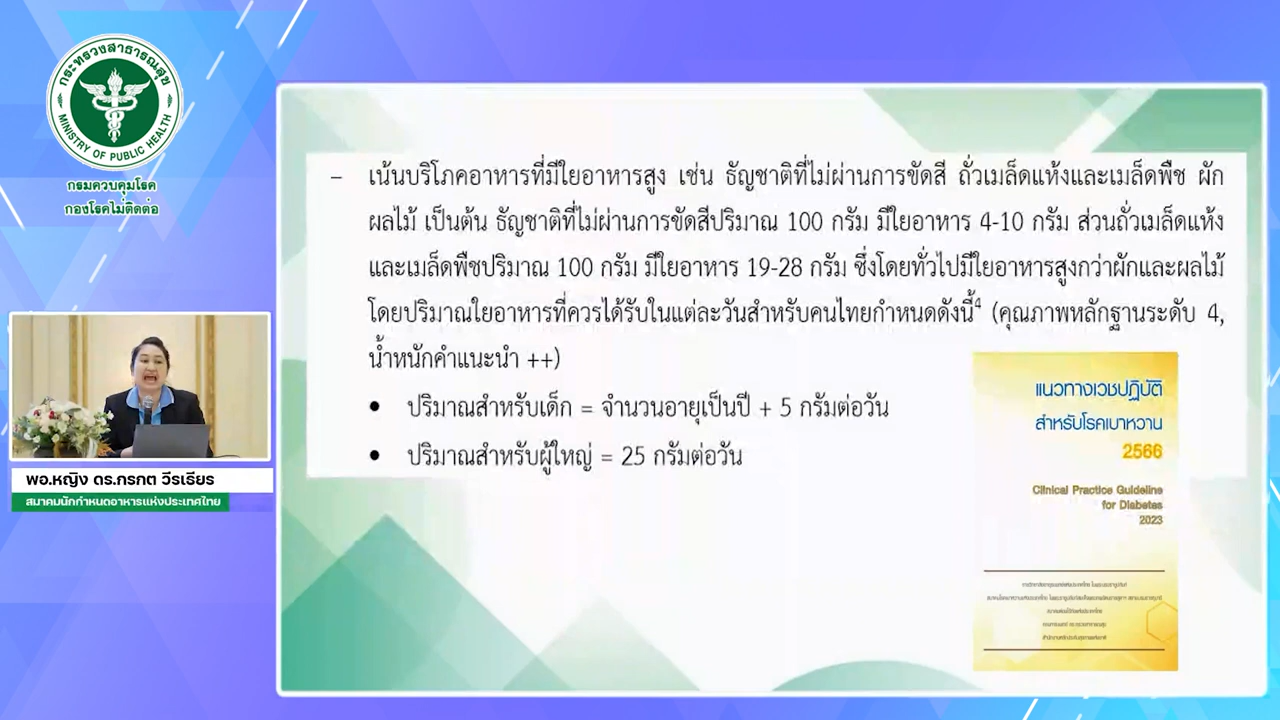 กระทรวงสาธารณสุข
MINISTRY OF PUBLIC HEALTH
กรมควบคุมโรค
กองโรคไม่ติดต่อ
– เน้นบริโภคอาหารที่มีใยอาหารสูง เช่น ธัญชาติที่ไม่ผ่านการขัดสี ถั่วเมล็ดแห้งและเมล็ดพืช ผัก
ผลไม้ เป็นต้น ธัญชาติที่ไม่ผ่านการขัดสีปริมาณ 100 กรัม มีใยอาหาร 4-10 กรัม ส่วนถั่วเมล็ดแห้ง
และเมล็ดพืชปริมาณ 100 กรัม มีใยอาหาร 19-28 กรัม ซึ่งโดยทั่วไปมีใยอาหารสูงกว่าผักและผลไม้
โดยปริมาณใยอาหารที่ควรได้รับในแต่ละวันสำหรับคนไทยกำหนดดังนี้⁴ (คุณภาพหลักฐานระดับ 4,
น้ำหนักคำแนะนำ ++)
• ปริมาณสำหรับเด็ก = จำนวนอายุเป็นปี + 5 กรัมต่อวัน
• ปริมาณสำหรับผู้ใหญ่ = 25 กรัมต่อวัน
แนวทางเวชปฏิบัติ
สำหรับโรคเบาหวาน
2566
Clinical Practice Guideline
for Diabetes
2023
พอ.หญิง ดร.กรกต วีรเธียร
สมาคมนักกำหนดอาหารแห่งประเทศไทย